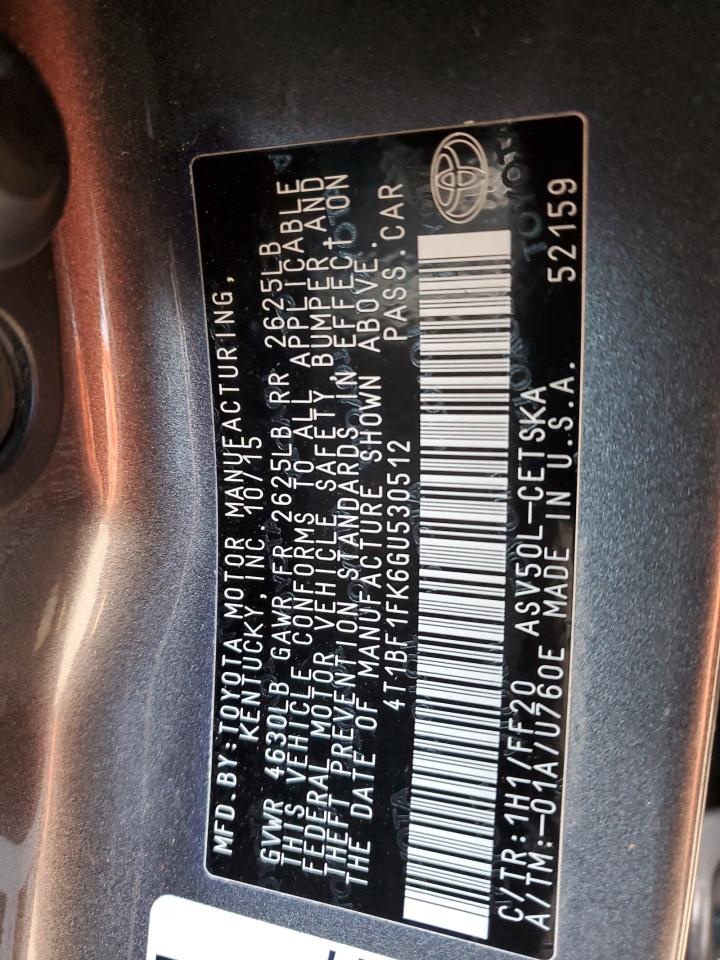 MFD.BY:TOYOTA MOTOR MANUFACTURING,
KENTUCKY, INC. 10/15
GVWR 4630LB GAWR FR 2625LB RR 2625LB
THIS VEHICLE CONFORMS TO ALL APPLICABLE
FEDERAL MOTOR VEHICLE SAFETY, BUMPER, AND
THEFT PREVENTION STANDARDS IN EFFECT ON
THE DATE OF MANUFACTURE SHOWN ABOVE.
4T1BF1FK6GU530512 PASS.CAR
C/TR:1H1/FF20 ASV50L-CETSKA
A/TM:-01A/U760E MADE IN U.S.A.
52159